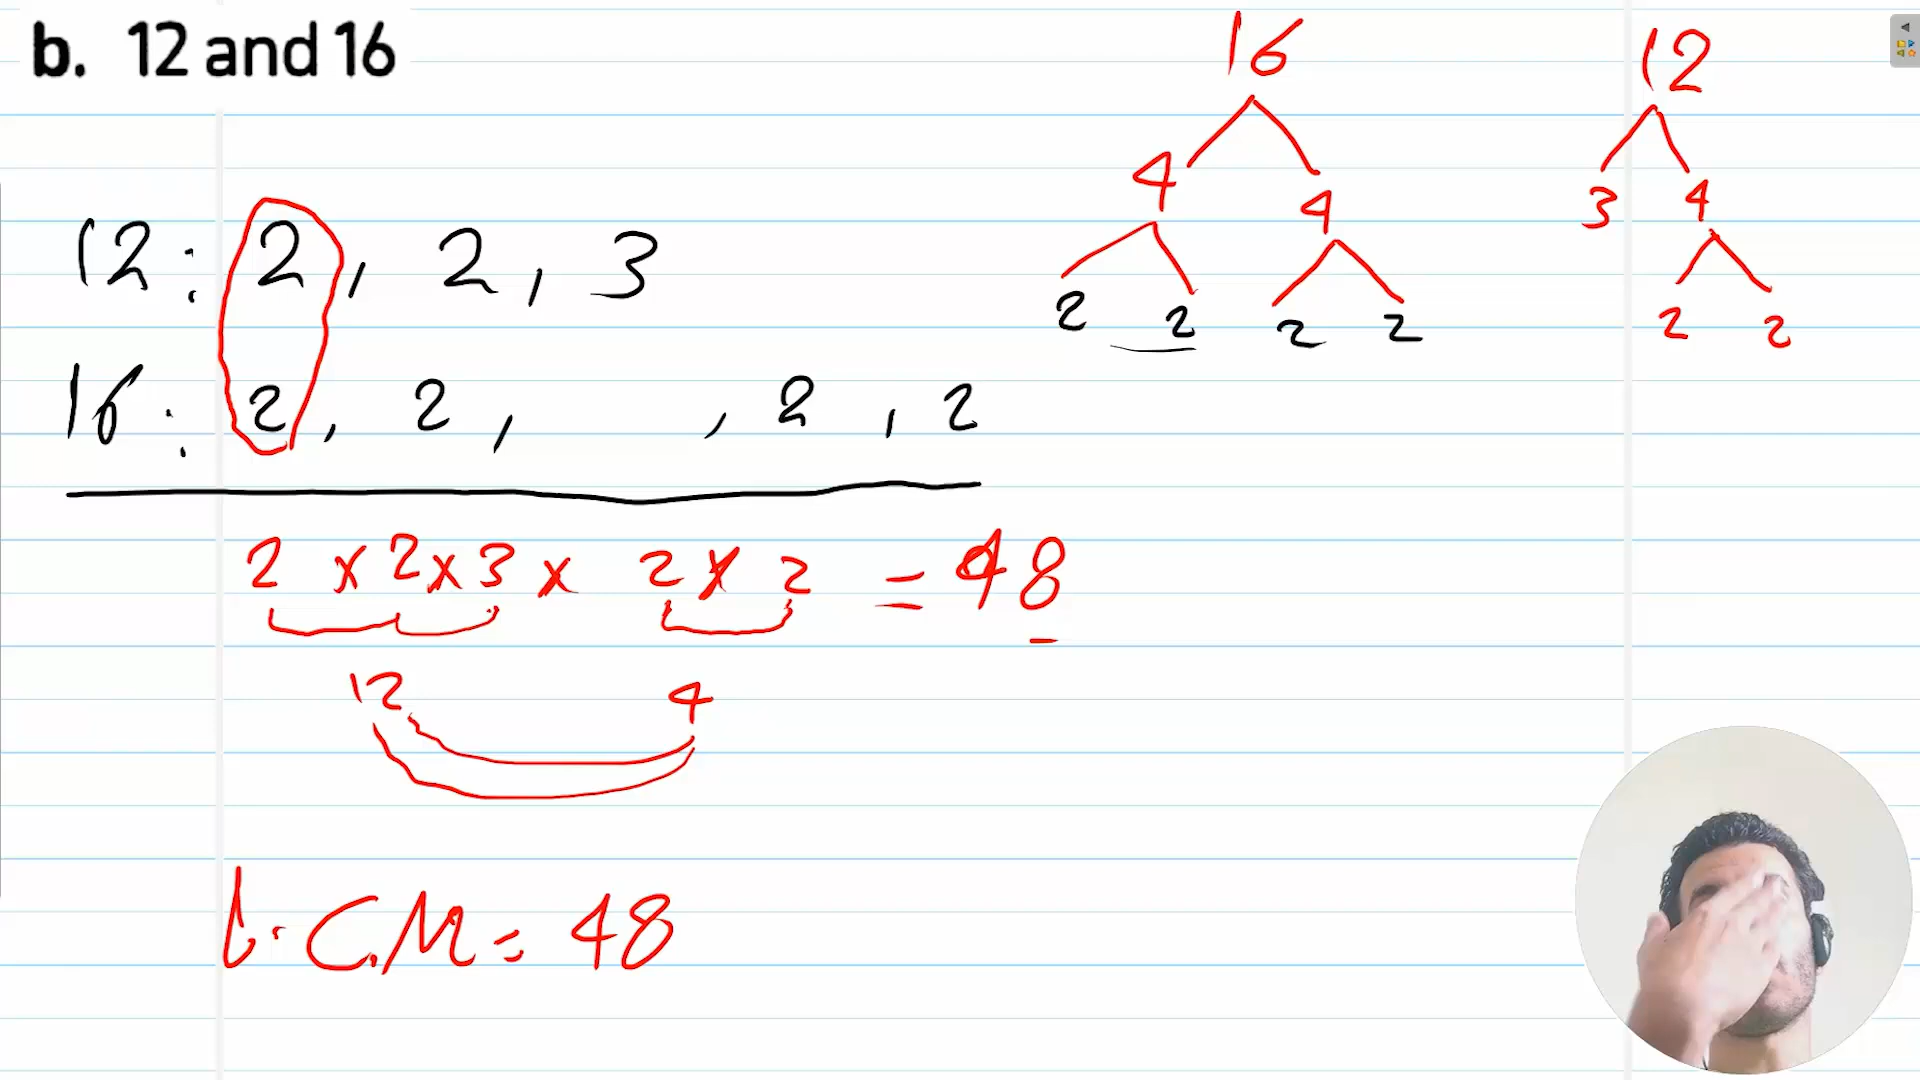 b. 12 and 16
12: 2, 2, 3
16: 2, 2, , 2, 2
2 x 2 x 3 x 2 x 2 = 48
12 4
L.C.M = 48
16
4 4
2 2 2 2
12
3 4
2 2